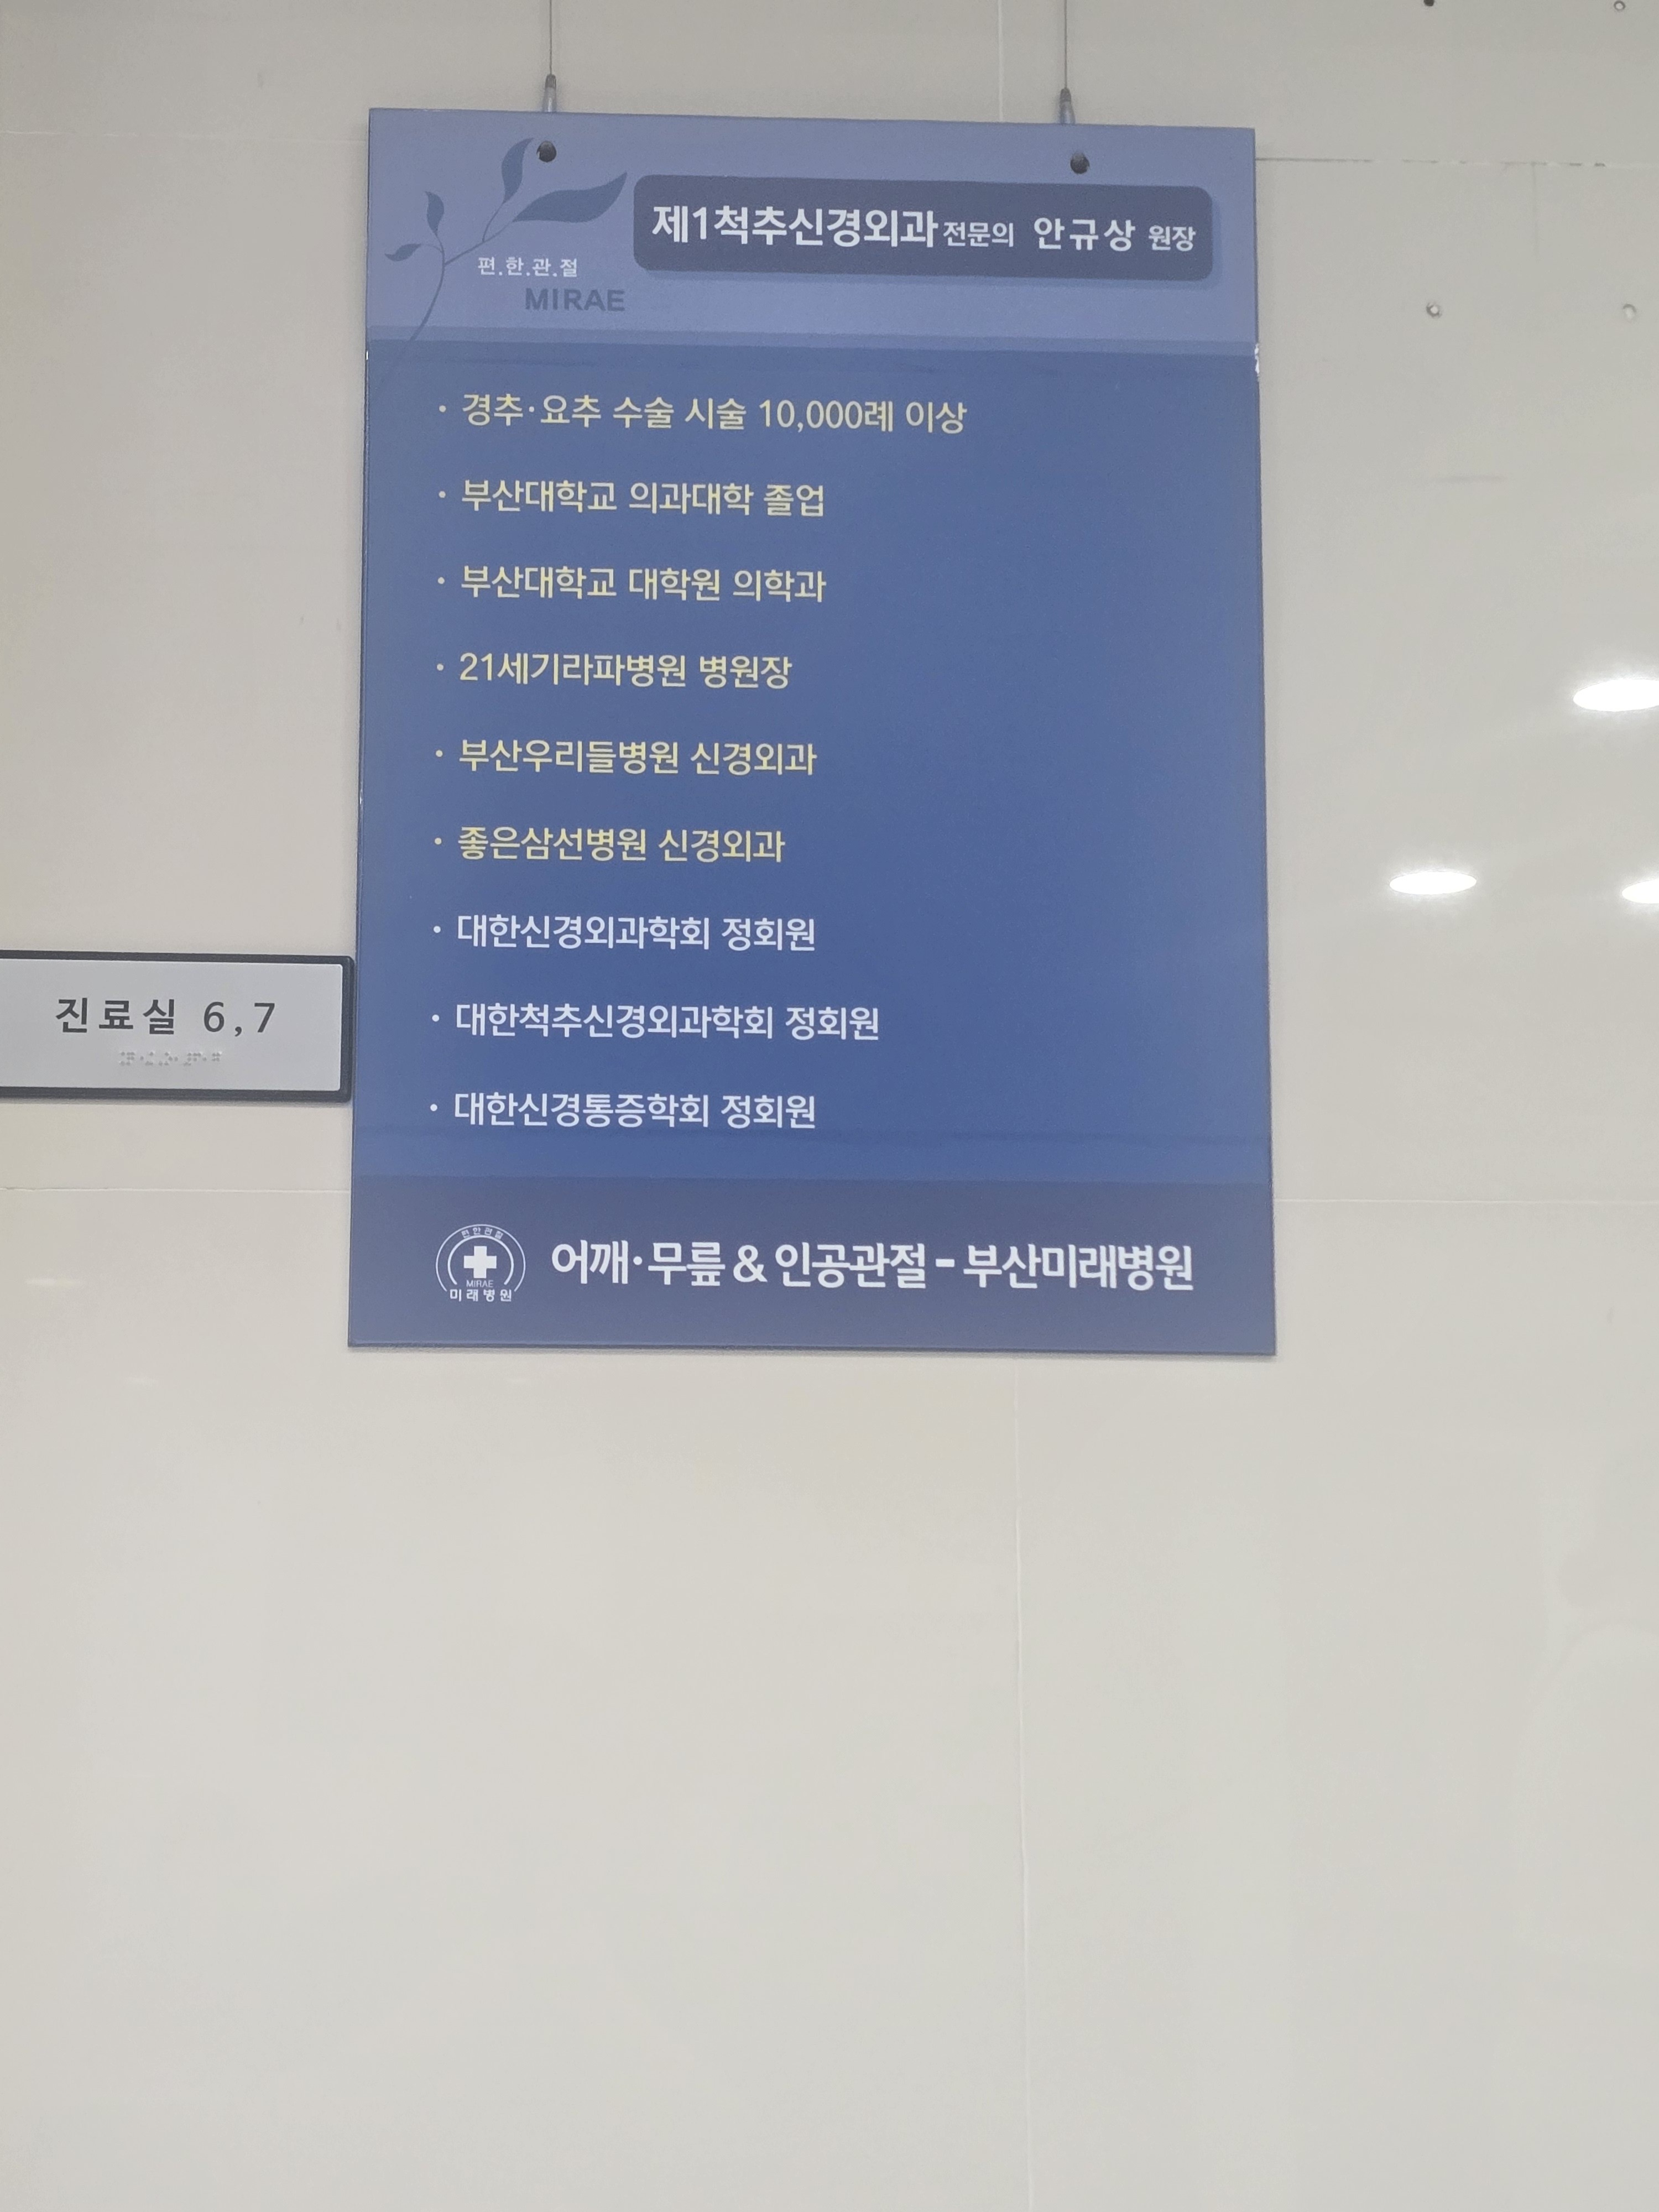 제1척추신경외과 전문의 안규상 원장
편.한.관.절
MIRAE
· 경추·요추 수술 시술 10,000례 이상
· 부산대학교 의과대학 졸업
· 부산대학교 대학원 의학과
· 21세기라파병원 병원장
· 부산우리들병원 신경외과
· 좋은삼선병원 신경외과
· 대한신경외과학회 정회원
· 대한척추신경외과학회 정회원
· 대한신경통증학회 정회원
진료실 6,7
편한관절
MIRAE
미래병원
어깨·무릎 & 인공관절 - 부산미래병원